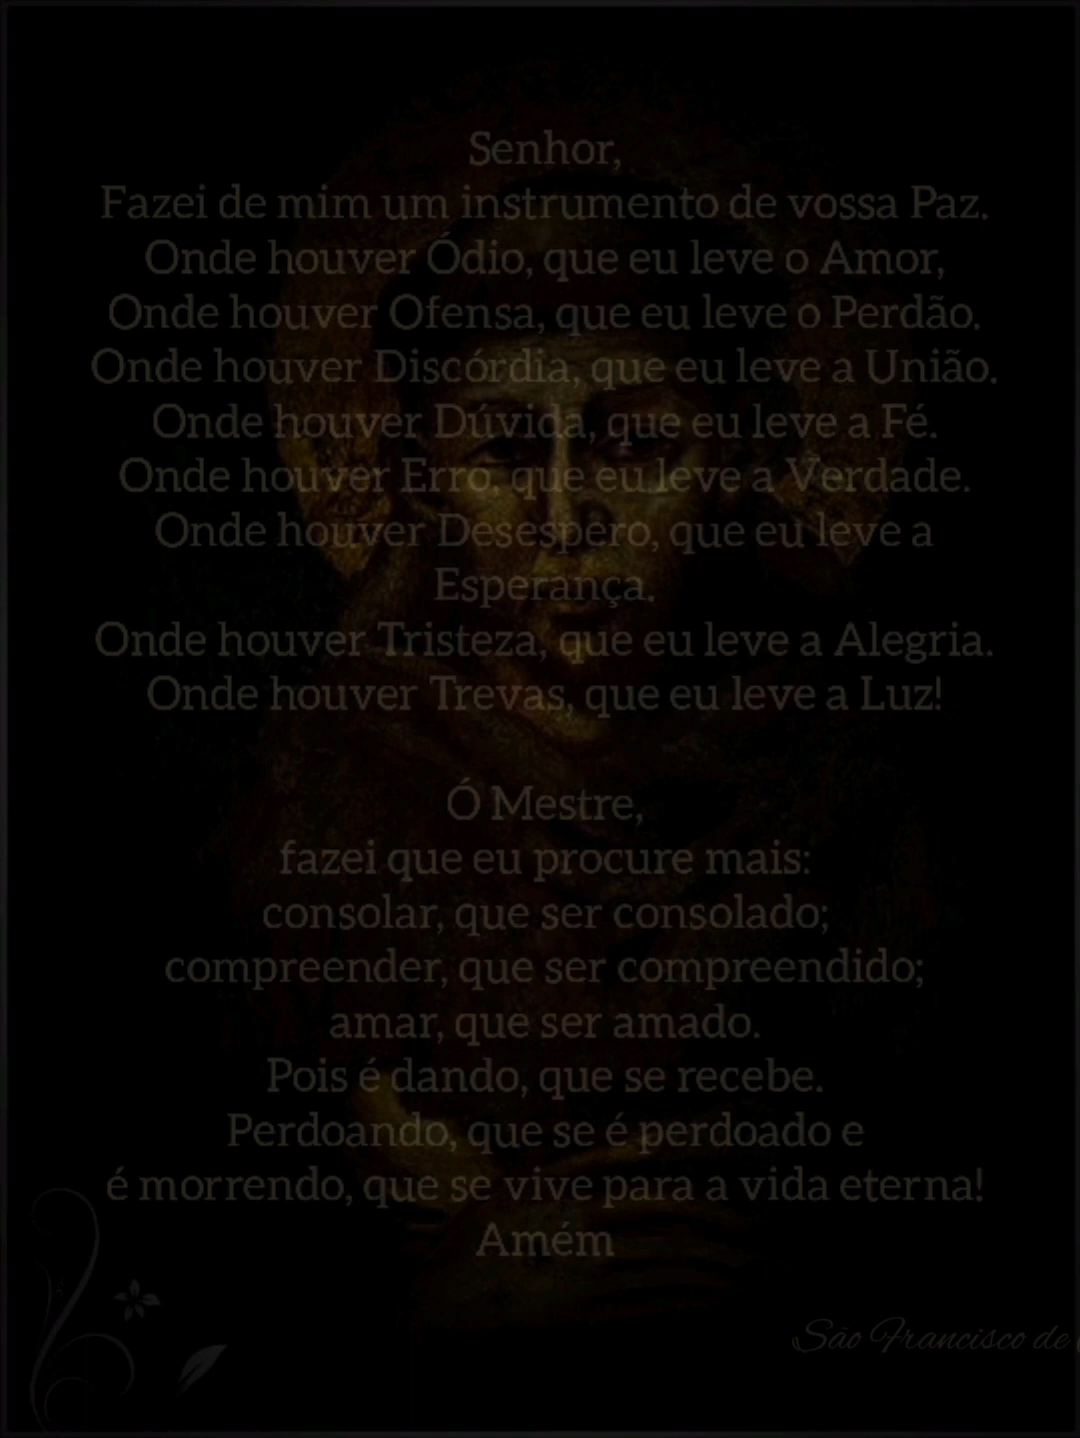 Senhor,
Fazei de mim um instrumento de vossa Paz.
Onde houver Ódio, que eu leve o Amor,
Onde houver Ofensa, que eu leve o Perdão.
Onde houver Discórdia, que eu leve a União.
Onde houver Dúvida, que eu leve a Fé.
Onde houver Erro, que eu leve a Verdade.
Onde houver Desespero, que eu leve a
Esperança.
Onde houver Tristeza, que eu leve a Alegria.
Onde houver Trevas, que eu leve a Luz!
Ó Mestre,
fazei que eu procure mais:
consolar, que ser consolado;
compreender, que ser compreendido;
amar, que ser amado.
Pois é dando, que se recebe.
Perdoando, que se é perdoado e
é morrendo, que se vive para a vida eterna!
Amém
São Francisco de